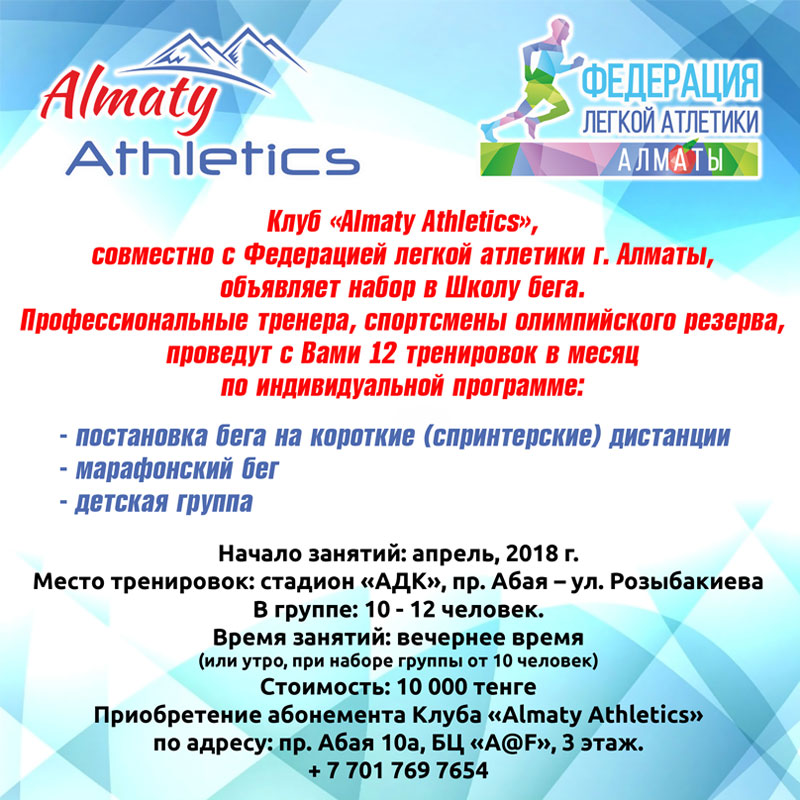 Almaty
Athletics
ФЕДЕРАЦИЯ
ЛЕГКОЙ АТЛЕТИКИ
АЛМАТЫ
Клуб «Almaty Athletics»,
совместно с Федерацией легкой атлетики г. Алматы,
объявляет набор в Школу бега.
Профессиональные тренера, спортсмены олимпийского резерва,
проведут с Вами 12 тренировок в месяц
по индивидуальной программе:
- постановка бега на короткие (спринтерские) дистанции
- марафонский бег
- детская группа
Начало занятий: апрель, 2018 г.
Место тренировок: стадион «АДК», пр. Абая – ул. Розыбакиева
В группе: 10 - 12 человек.
Время занятий: вечернее время
(или утро, при наборе группы от 10 человек)
Стоимость: 10 000 тенге
Приобретение абонемента Клуба «Almaty Athletics»
по адресу: пр. Абая 10а, БЦ «A@F», 3 этаж.
+ 7 701 769 7654